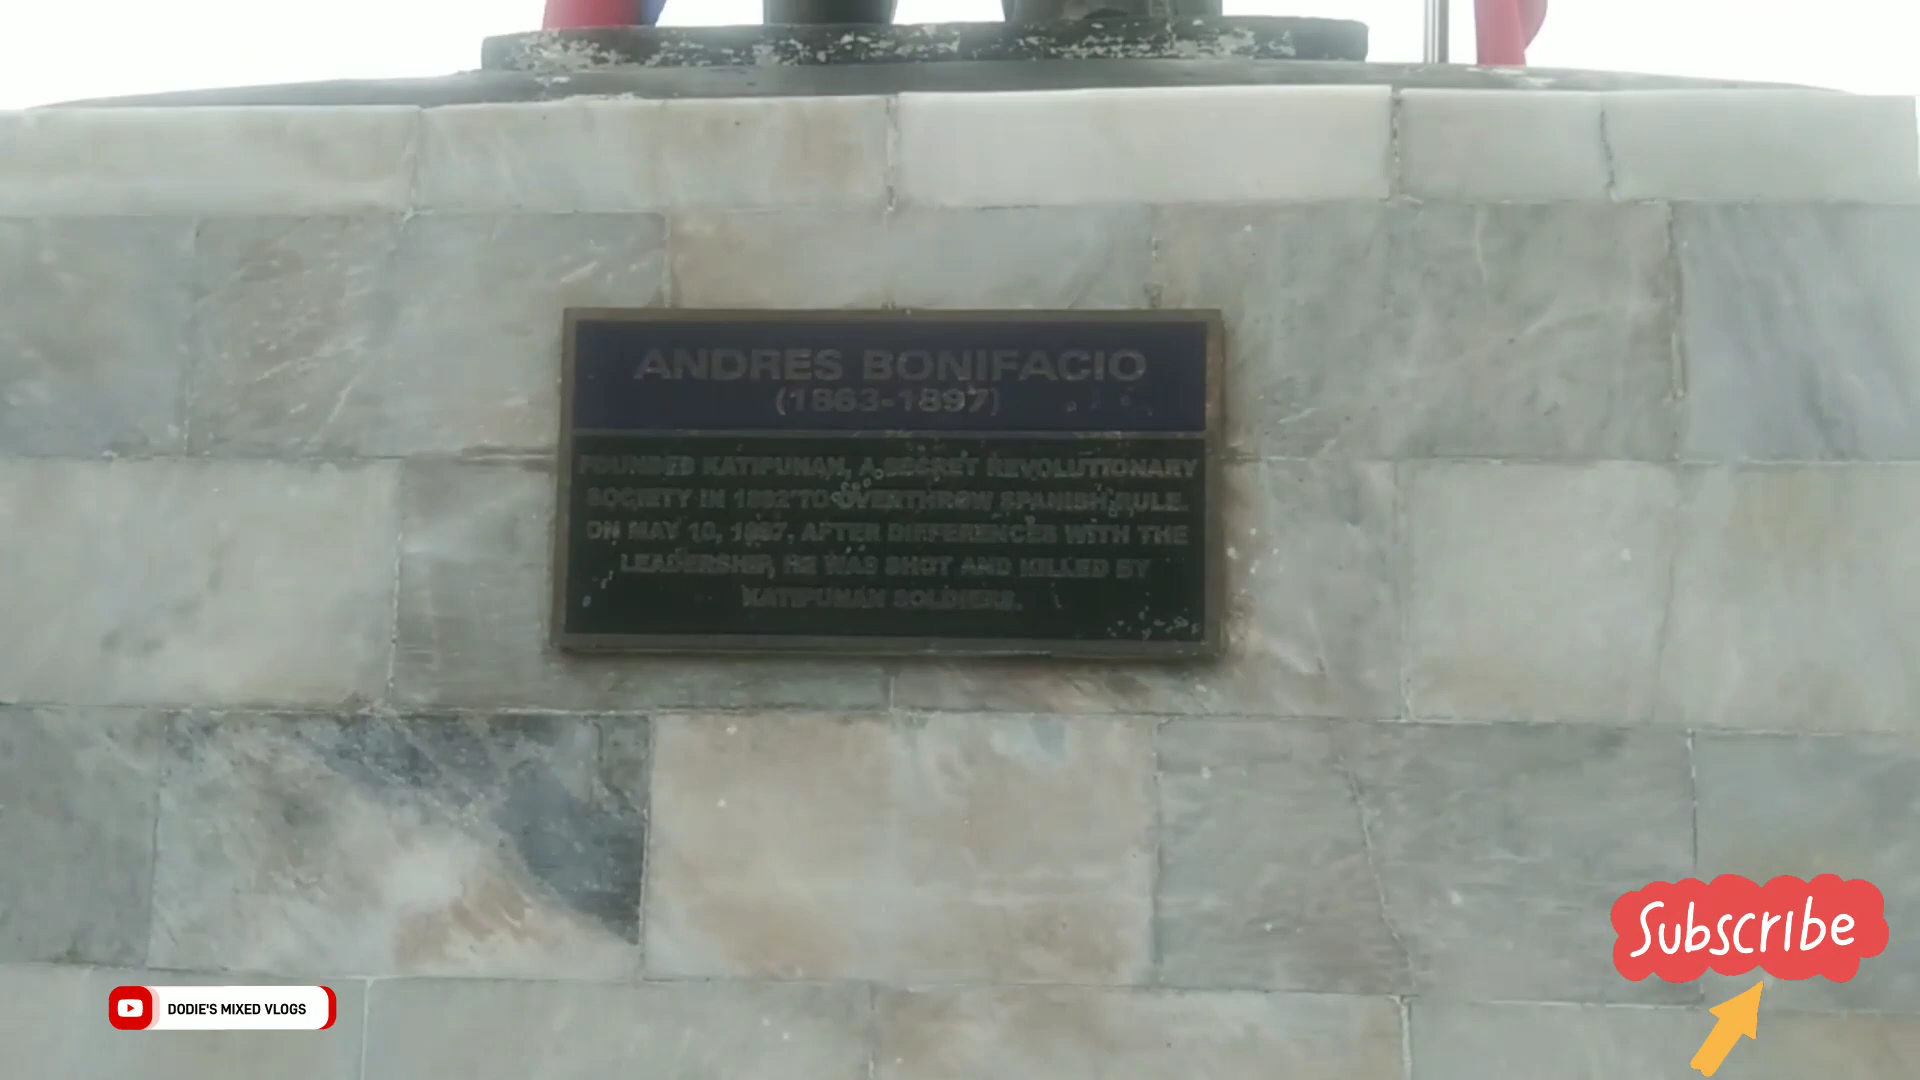 ANDRES BONIFACIO
(1863-1897)
FOUNDED KATIPUNAN, A SECRET REVOLUTIONARY
SOCIETY IN 1892 TO OVERTHROW SPANISH RULE.
ON MAY 10, 1897, AFTER DIFFERENCES WITH THE
LEADERSHIP, HE WAS SHOT AND KILLED BY
KATIPUNAN SOLDIERS.
Subscribe
DODIE'S MIXED VLOGS